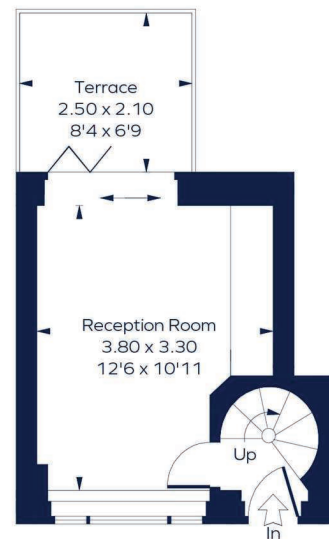 Terrace
2.50 x 2.10
8'4 x 6'9
Reception Room
3.80 x 3.30
12'6 x 10'11
Up
In